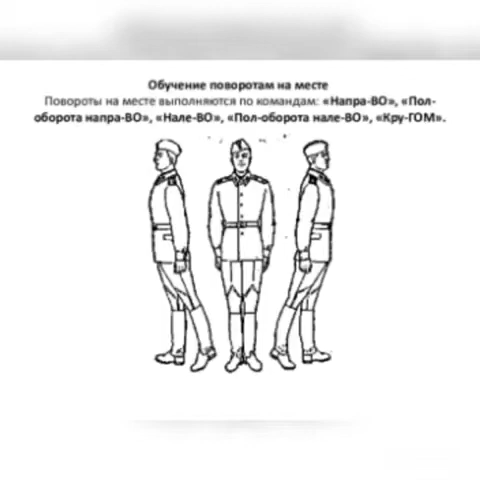 Обучение поворотам на месте
Повороты на месте выполняются по командам: «Напра-ВО», «Пол-
оборота напра-ВО», «Нале-ВО», «Пол-оборота нале-ВО», «Кру-ГОМ».